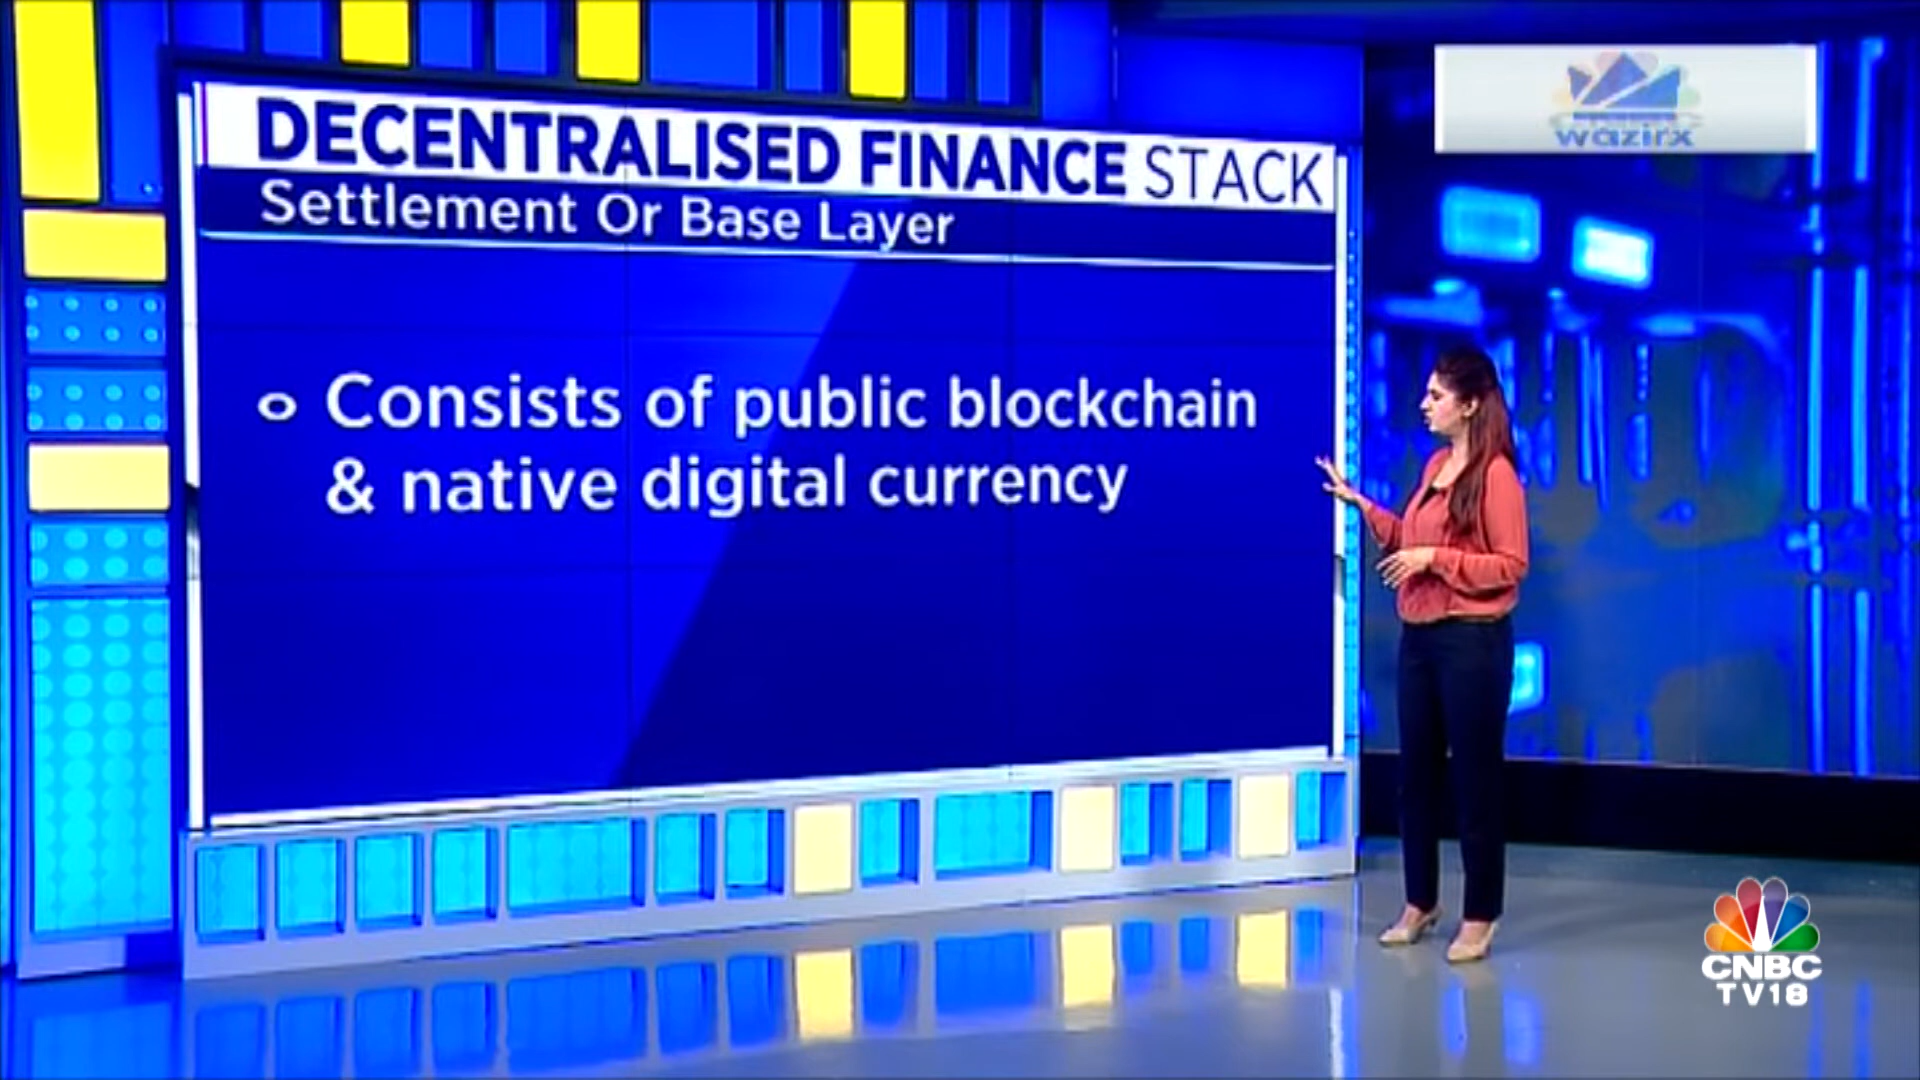 DECENTRALISED FINANCE STACK
Settlement Or Base Layer
Consists of public blockchain
& native digital currency
wazirx
CNBC
TV18